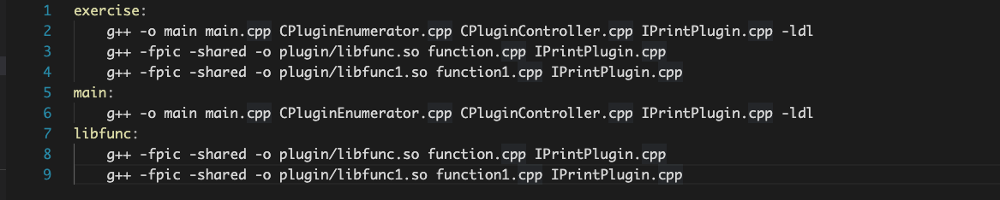 1 exercise:
2 g++ -o main main.cpp CPluginEnumerator.cpp CPluginController.cpp IPrintPlugin.cpp -ldl
3 g++ -fpic -shared -o plugin/libfunc.so function.cpp IPrintPlugin.cpp
4 g++ -fpic -shared -o plugin/libfunc1.so function1.cpp IPrintPlugin.cpp
5 main:
6 g++ -o main main.cpp CPluginEnumerator.cpp CPluginController.cpp IPrintPlugin.cpp -ldl
7 libfunc:
8 g++ -fpic -shared -o plugin/libfunc.so function.cpp IPrintPlugin.cpp
9 g++ -fpic -shared -o plugin/libfunc1.so function1.cpp IPrintPlugin.cpp